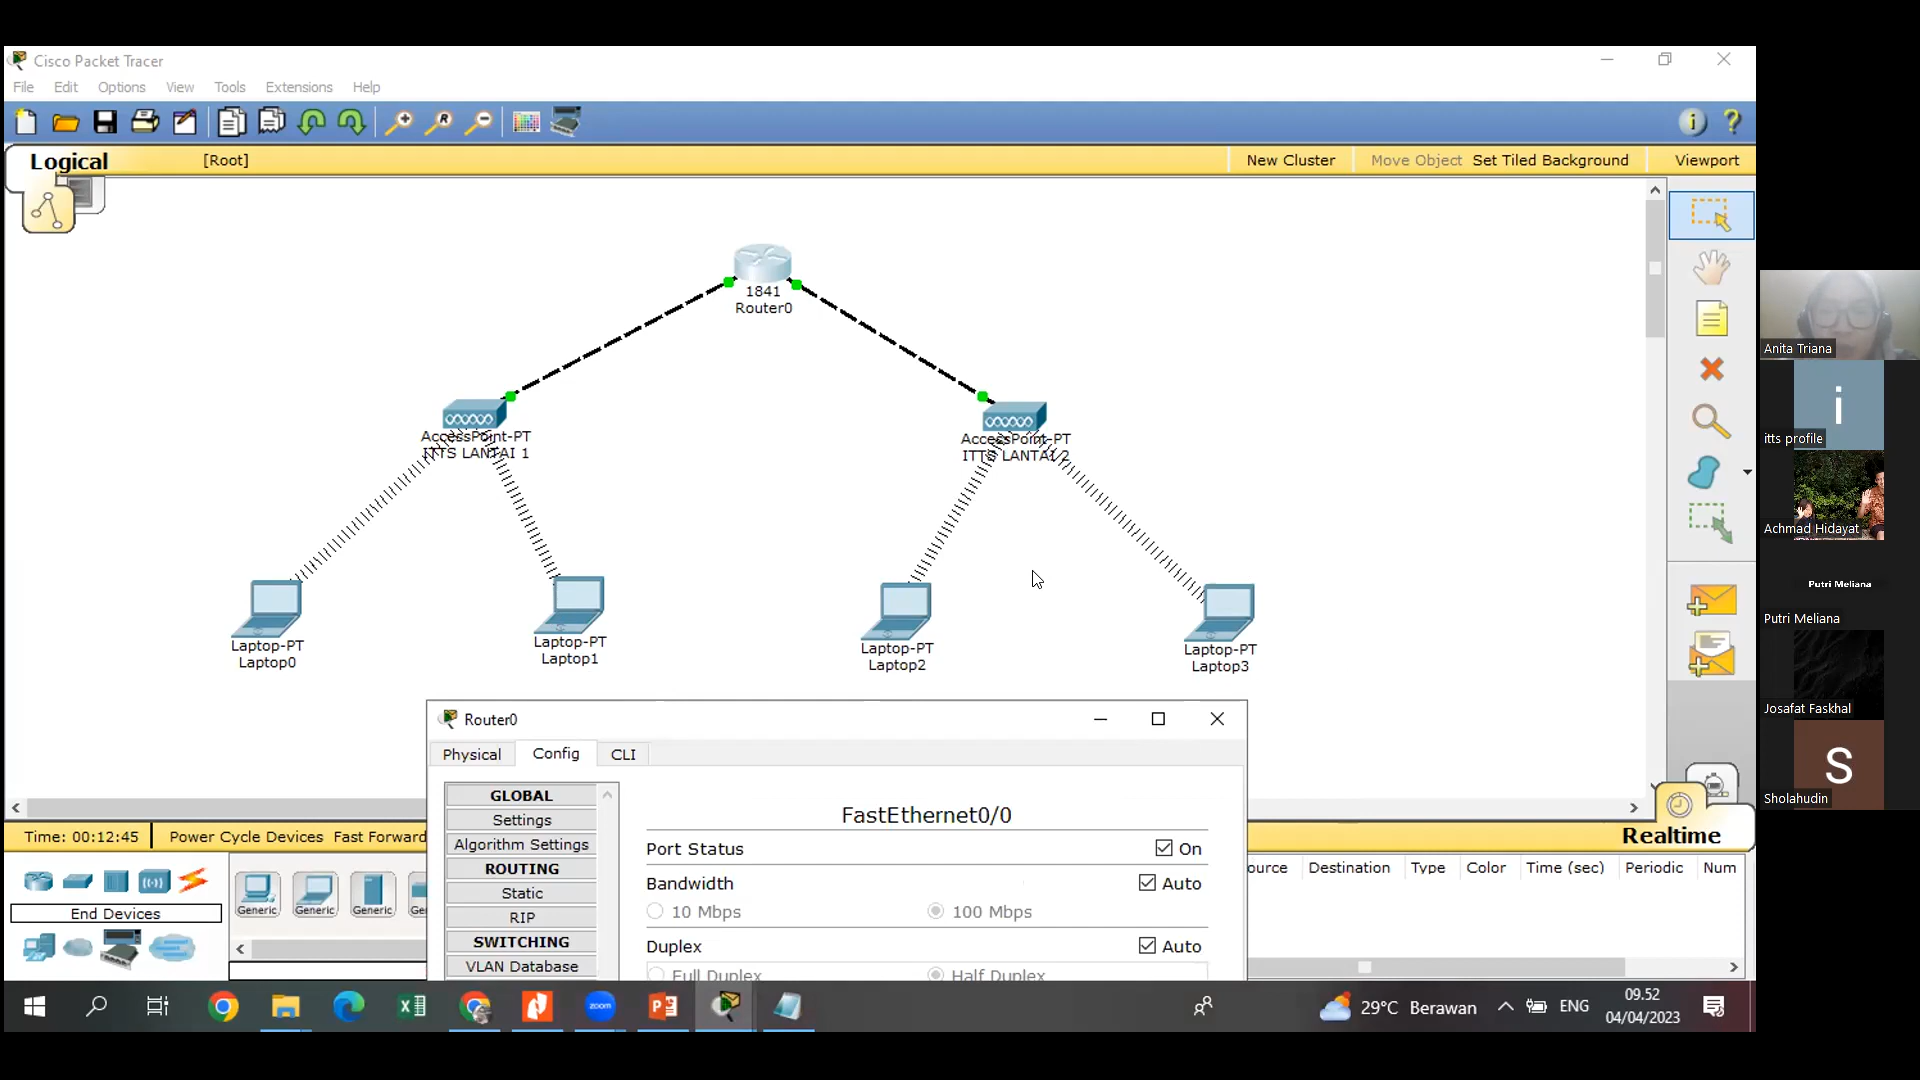 Cisco Packet Tracer
File Edit Options View Tools Extensions Help
Logical [Root] New Cluster Move Object Set Tiled Background Viewport
1841
Router0
AccessPoint-PT
ITTS LANTAI 1
AccessPoint-PT
ITTS LANTAI 2
Laptop-PT
Laptop0
Laptop-PT
Laptop1
Laptop-PT
Laptop2
Laptop-PT
Laptop3
Router0
Physical Config CLI
GLOBAL
Settings
Algorithm Settings
ROUTING
Static
RIP
SWITCHING
VLAN Database
FastEthernet0/0
Port Status On
Bandwidth Auto
10 Mbps 100 Mbps
Duplex Auto
Full Duplex Half Duplex
Time: 00:12:45 Power Cycle Devices Fast Forward
Realtime
End Devices
Generic Generic Generic Ge
ource Destination Type Color Time (sec) Periodic Num
zoom
29°C Berawan ENG
09.52
04/04/2023
Anita Triana
i
itts profile
Achmad Hidayat
Putri Meliana
Putri Meliana
Josafat Faskhal
S
Sholahudin